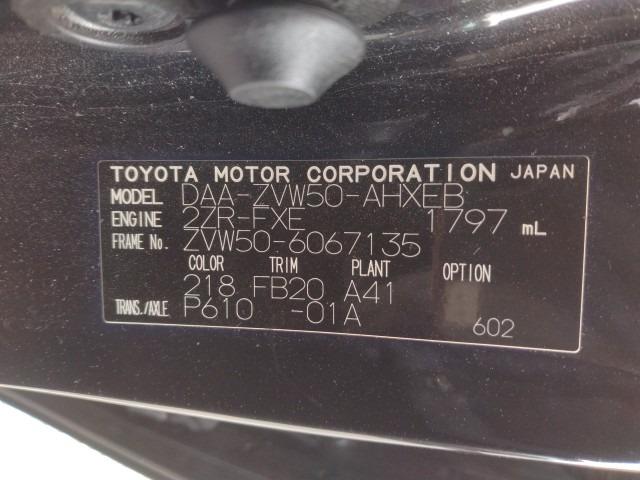 TOYOTA MOTOR CORPORATION JAPAN
MODEL DAA-ZVW50-AHXEB
ENGINE 2ZR-FXE 1797 mL
FRAME No. ZVW50-6067135
COLOR TRIM PLANT OPTION
218 FB20 A41
TRANS./AXLE P610 -01A
602